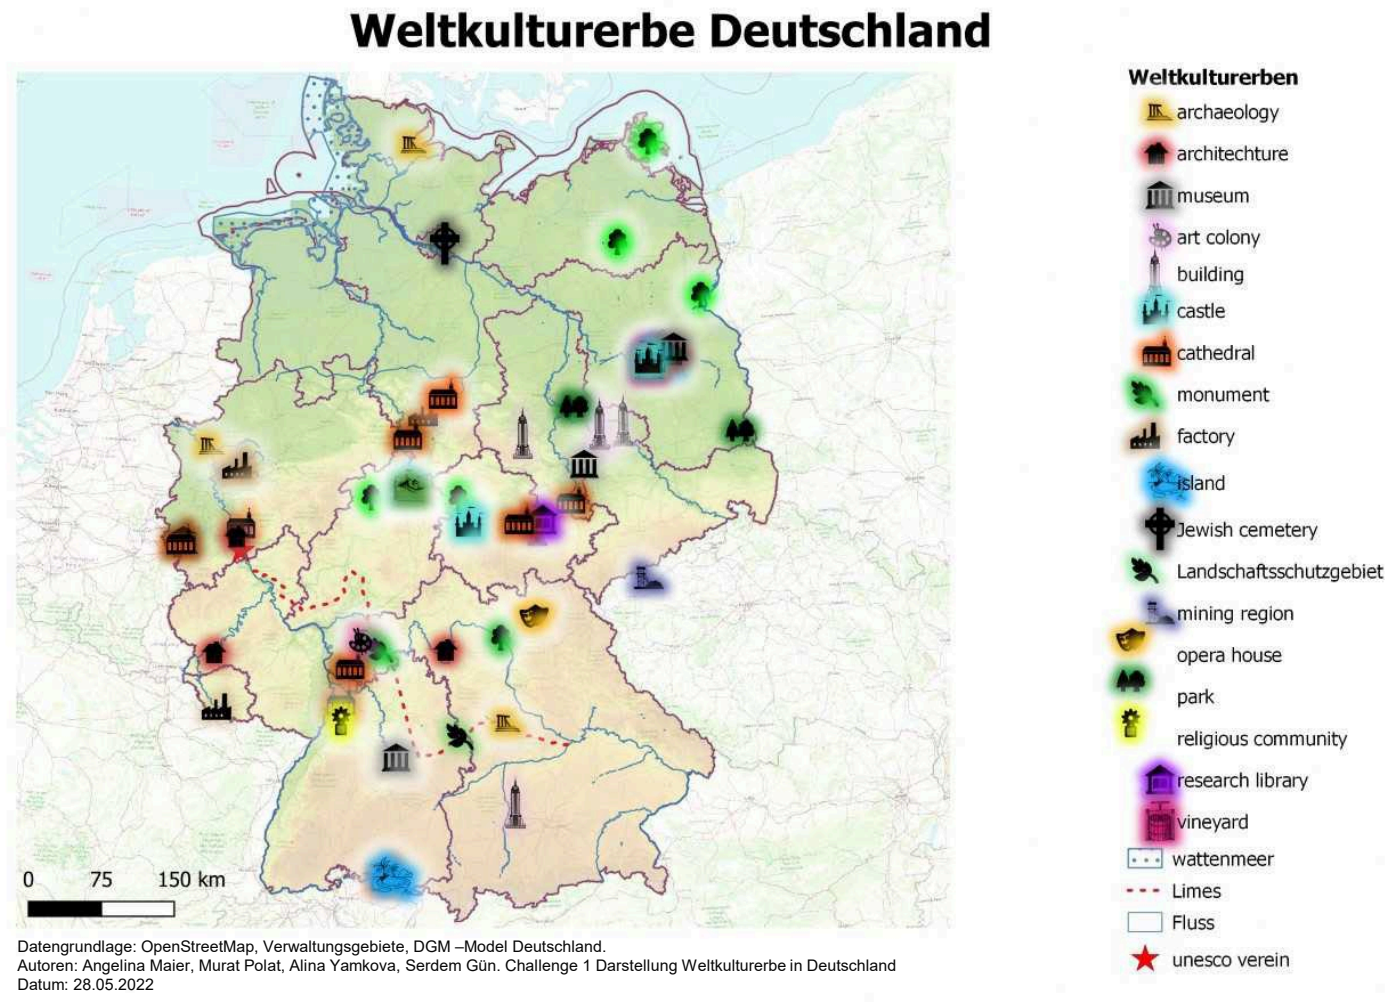 Weltkulturerbe Deutschland
Weltkulturerben
archaeology
architechture
museum
art colony
building
castle
cathedral
monument
factory
island
Jewish cemetery
Landschaftsschutzgebiet
mining region
opera house
park
religious community
research library
vineyard
wattenmeer
Limes
Fluss
unesco verein
0 75 150 km
Datengrundlage: OpenStreetMap, Verwaltungsgebiete, DGM –Model Deutschland.
Autoren: Angelina Maier, Murat Polat, Alina Yamkova, Serdem Gün. Challenge 1 Darstellung Weltkulturerbe in Deutschland
Datum: 28.05.2022